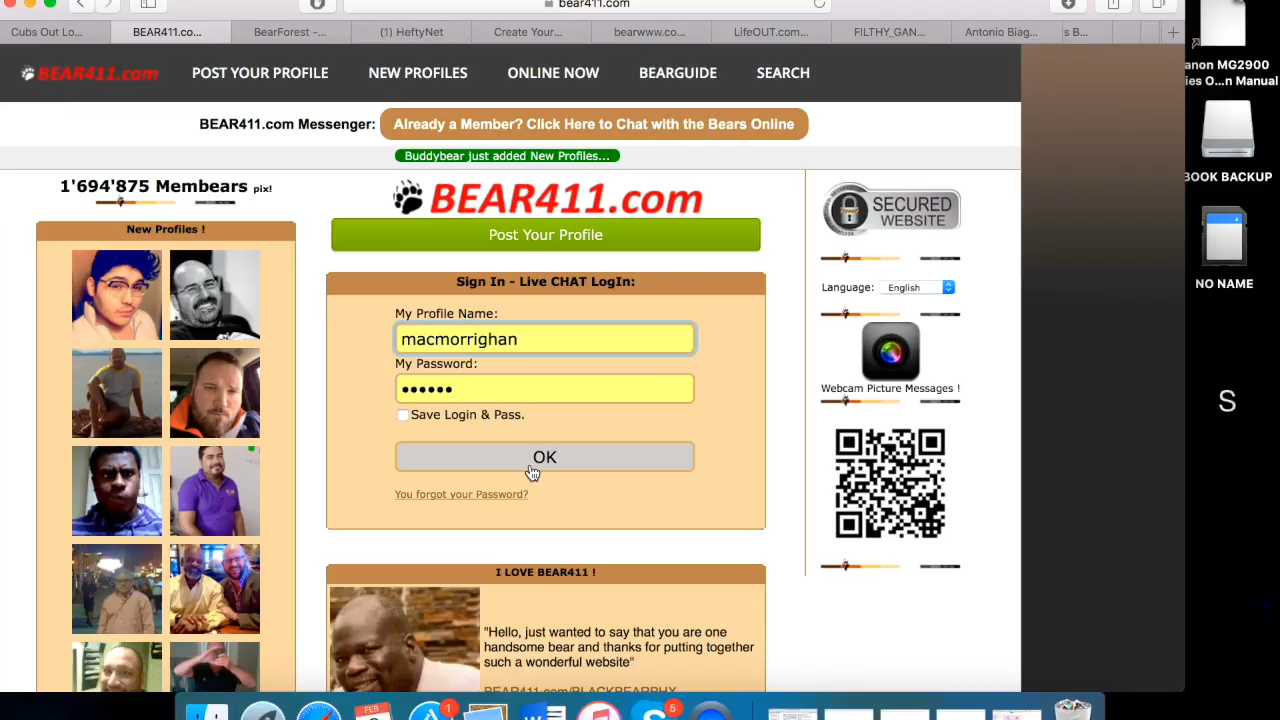 bear411.com
Cubs Out Lo...
BEAR411.co...
BearForest -...
(1) HeftyNet
Create Your...
bearwww.co...
LifeOUT.com...
FILTHY_GAN...
Antonio Biag...
s B...
BEAR411.com
POST YOUR PROFILE
NEW PROFILES
ONLINE NOW
BEARGUIDE
SEARCH
BEAR411.com Messenger:
Already a Member? Click Here to Chat with the Bears Online
Buddybear just added New Profiles...
1'694'875 Membears pix!
New Profiles !
BEAR411.com
Post Your Profile
Sign In - Live CHAT LogIn:
My Profile Name:
macmorrighan
My Password:
••••••
Save Login & Pass.
OK
You forgot your Password?
I LOVE BEAR411 !
"Hello, just wanted to say that you are one
handsome bear and thanks for putting together
such a wonderful website"
BEAR411.com/BLACKBEARPHX
SECURED
WEBSITE
Language: English
Webcam Picture Messages !
anon MG2900
ies O...n Manual
BOOK BACKUP
NO NAME
S
FEB
1
W
5